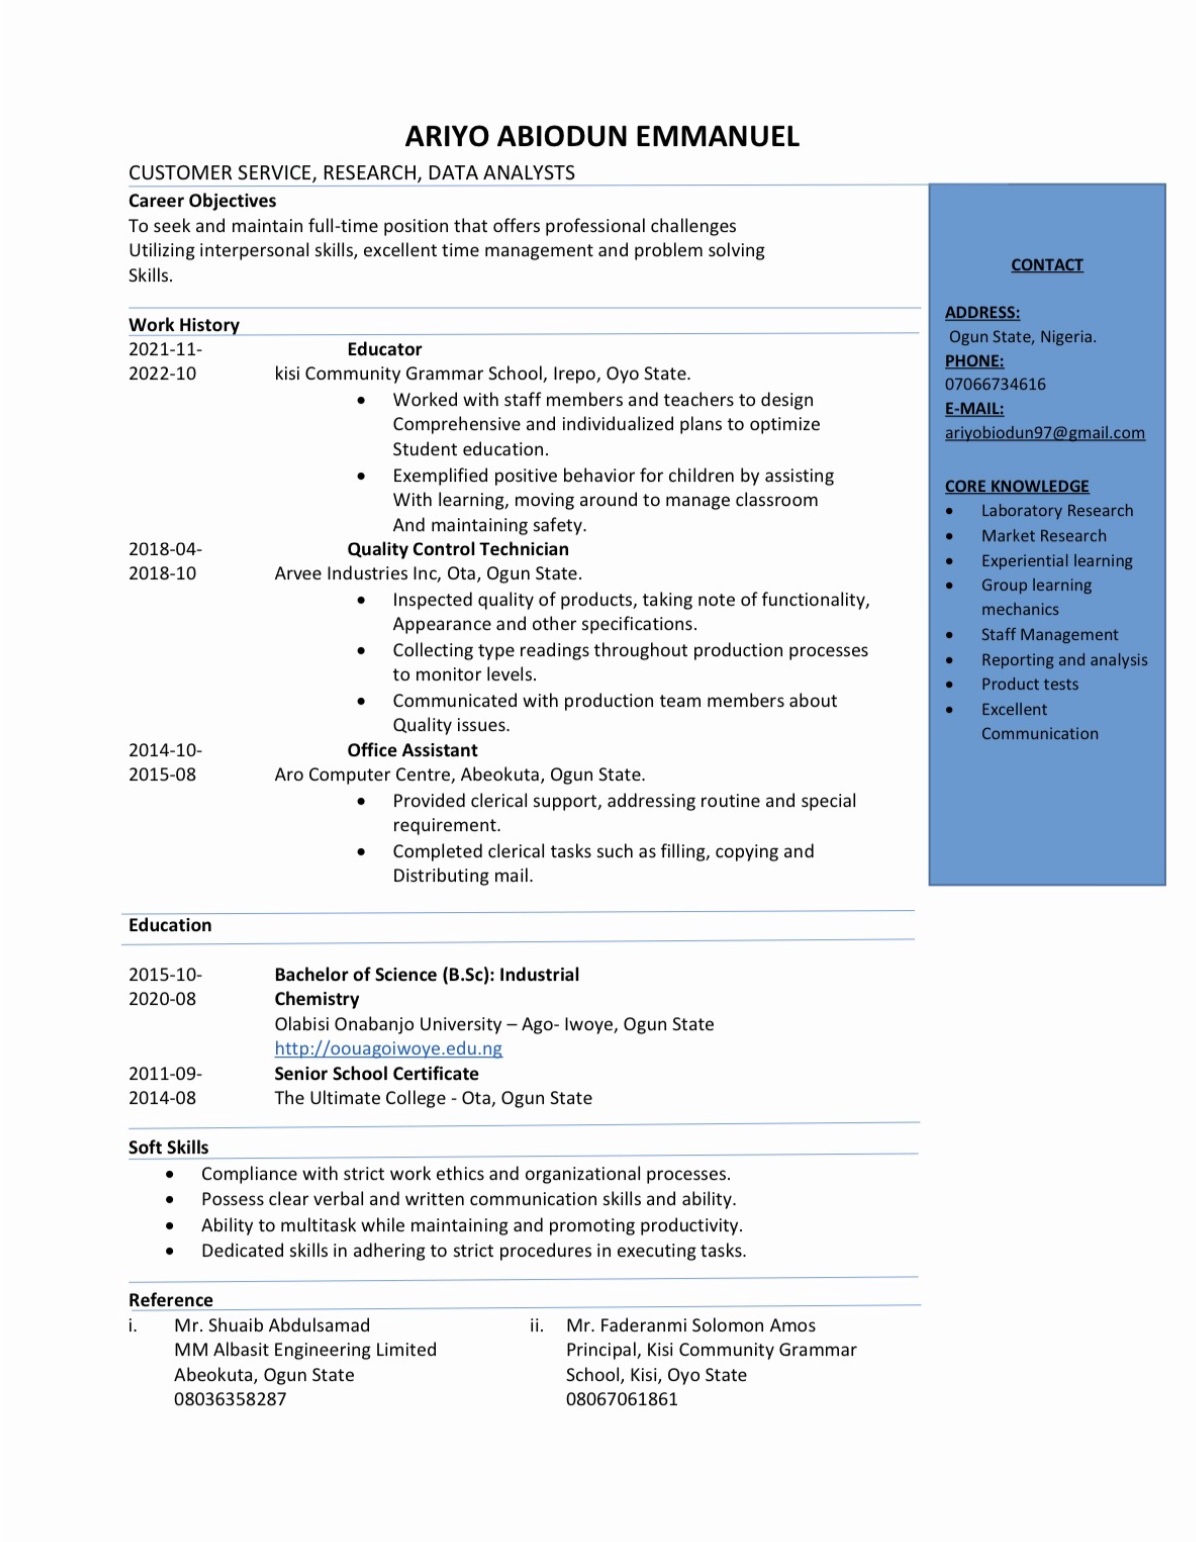 ARIYO ABIODUN EMMANUEL
CUSTOMER SERVICE, RESEARCH, DATA ANALYSTS
Career Objectives
To seek and maintain full-time position that offers professional challenges
Utilizing interpersonal skills, excellent time management and problem solving
Skills.
Work History
2021-11- Educator
2022-10 kisi Community Grammar School, Irepo, Oyo State.
• Worked with staff members and teachers to design
Comprehensive and individualized plans to optimize
Student education.
• Exemplified positive behavior for children by assisting
With learning, moving around to manage classroom
And maintaining safety.
2018-04- Quality Control Technician
2018-10 Arvee Industries Inc, Ota, Ogun State.
• Inspected quality of products, taking note of functionality,
Appearance and other specifications.
• Collecting type readings throughout production processes
to monitor levels.
• Communicated with production team members about
Quality issues.
2014-10- Office Assistant
2015-08 Aro Computer Centre, Abeokuta, Ogun State.
• Provided clerical support, addressing routine and special
requirement.
• Completed clerical tasks such as filling, copying and
Distributing mail.
Education
2015-10- Bachelor of Science (B.Sc): Industrial
2020-08 Chemistry
Olabisi Onabanjo University – Ago- Iwoye, Ogun State
http://oouagoiwoye.edu.ng
2011-09- Senior School Certificate
2014-08 The Ultimate College - Ota, Ogun State
Soft Skills
• Compliance with strict work ethics and organizational processes.
• Possess clear verbal and written communication skills and ability.
• Ability to multitask while maintaining and promoting productivity.
• Dedicated skills in adhering to strict procedures in executing tasks.
Reference
i. Mr. Shuaib Abdulsamad
MM Albasit Engineering Limited
Abeokuta, Ogun State
08036358287
ii. Mr. Faderanmi Solomon Amos
Principal, Kisi Community Grammar
School, Kisi, Oyo State
08067061861
CONTACT
ADDRESS:
Ogun State, Nigeria.
PHONE:
07066734616
E-MAIL:
ariyobiodun97@gmail.com
CORE KNOWLEDGE
• Laboratory Research
• Market Research
• Experiential learning
• Group learning
mechanics
• Staff Management
• Reporting and analysis
• Product tests
• Excellent
Communication